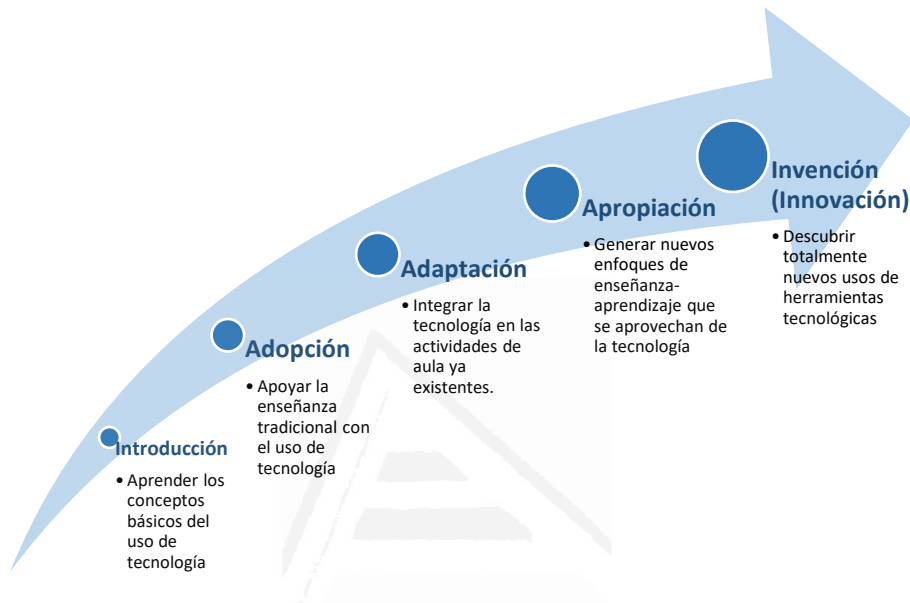 Introducción
• Aprender los
conceptos
básicos del
uso de
tecnología
Adopción
• Apoyar la
enseñanza
tradicional con
el uso de
tecnología
Adaptación
• Integrar la
tecnología en las
actividades de
aula ya
existentes.
Apropiación
• Generar nuevos
enfoques de
enseñanza-
aprendizaje que
se aprovechan de
la tecnología
Invención
(Innovación)
• Descubrir
totalmente
nuevos usos de
herramientas
tecnológicas